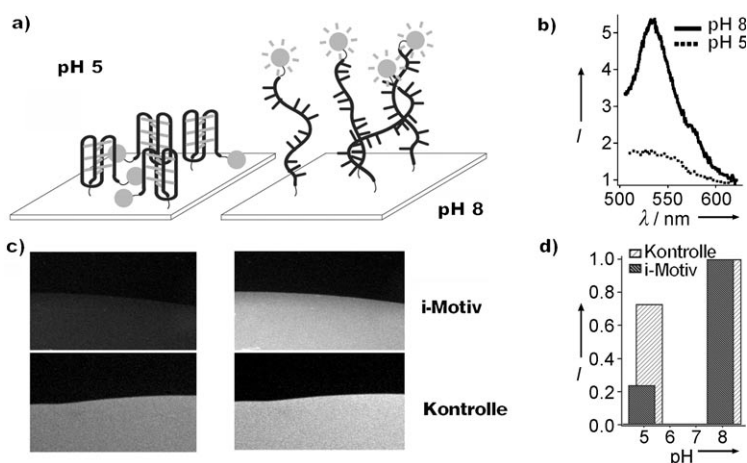 a)
pH 5
pH 8
b)
pH 8
pH 5
5
4
3
2
1
I
500 550 600
λ / nm
c)
i-Motiv
Kontrolle
d)
Kontrolle
i-Motiv
1.0
0.8
0.6
0.4
0.2
0.0
I
5 6 7 8
pH